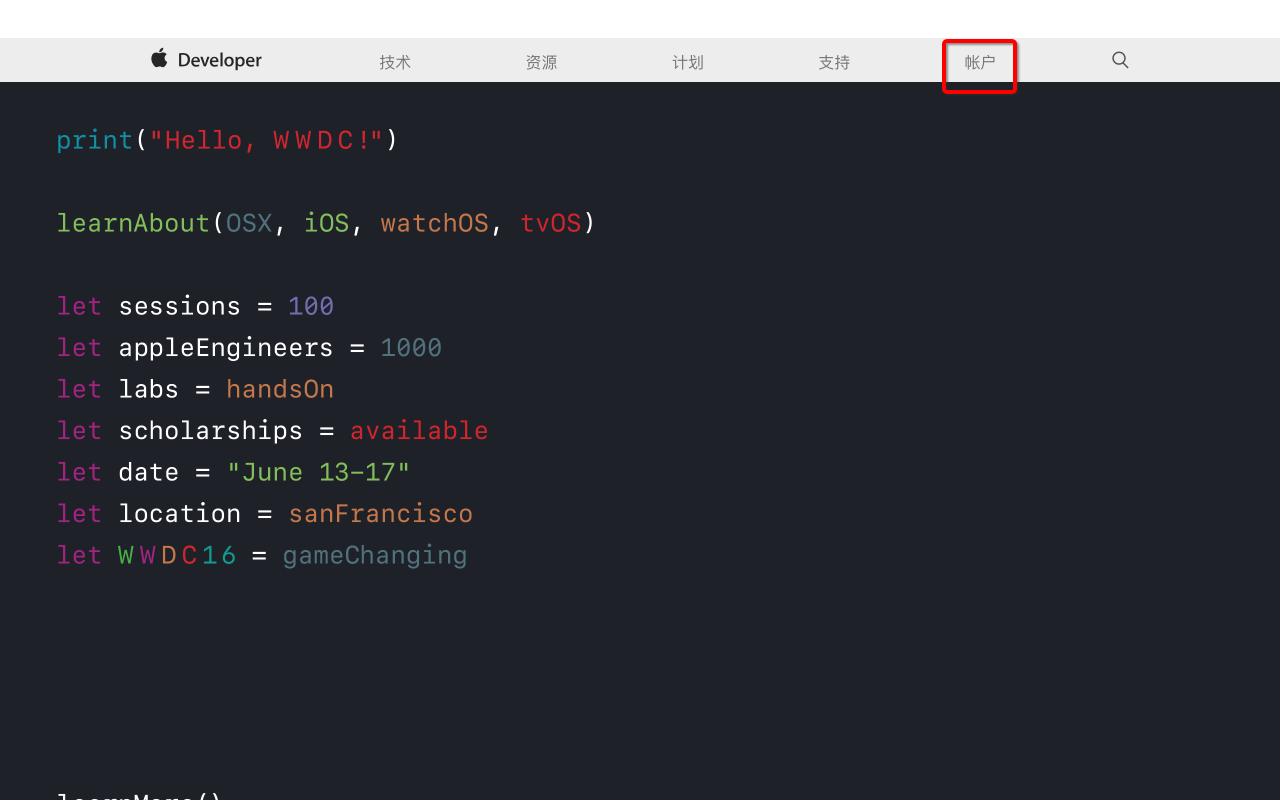 Developer 技术 资源 计划 支持 帐户
print("Hello, WWDC!")
learnAbout(OSX, iOS, watchOS, tvOS)
let sessions = 100
let appleEngineers = 1000
let labs = handsOn
let scholarships = available
let date = "June 13-17"
let location = sanFrancisco
let WWDC16 = gameChanging
learnMore()